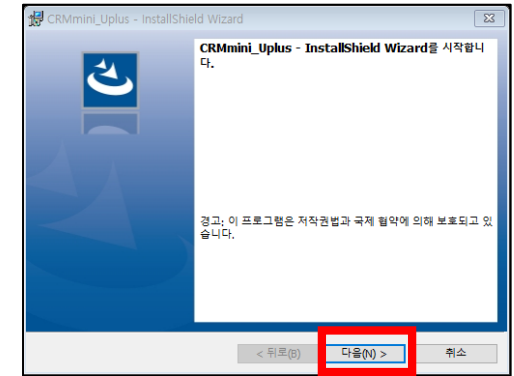 CRMmini_Uplus - InstallShield Wizard
CRMmini_Uplus - InstallShield Wizard를 시작합니
다.
경고; 이 프로그램은 저작권법과 국제 협약에 의해 보호되고 있
습니다.
< 뒤로(B) 다음(N) > 취소